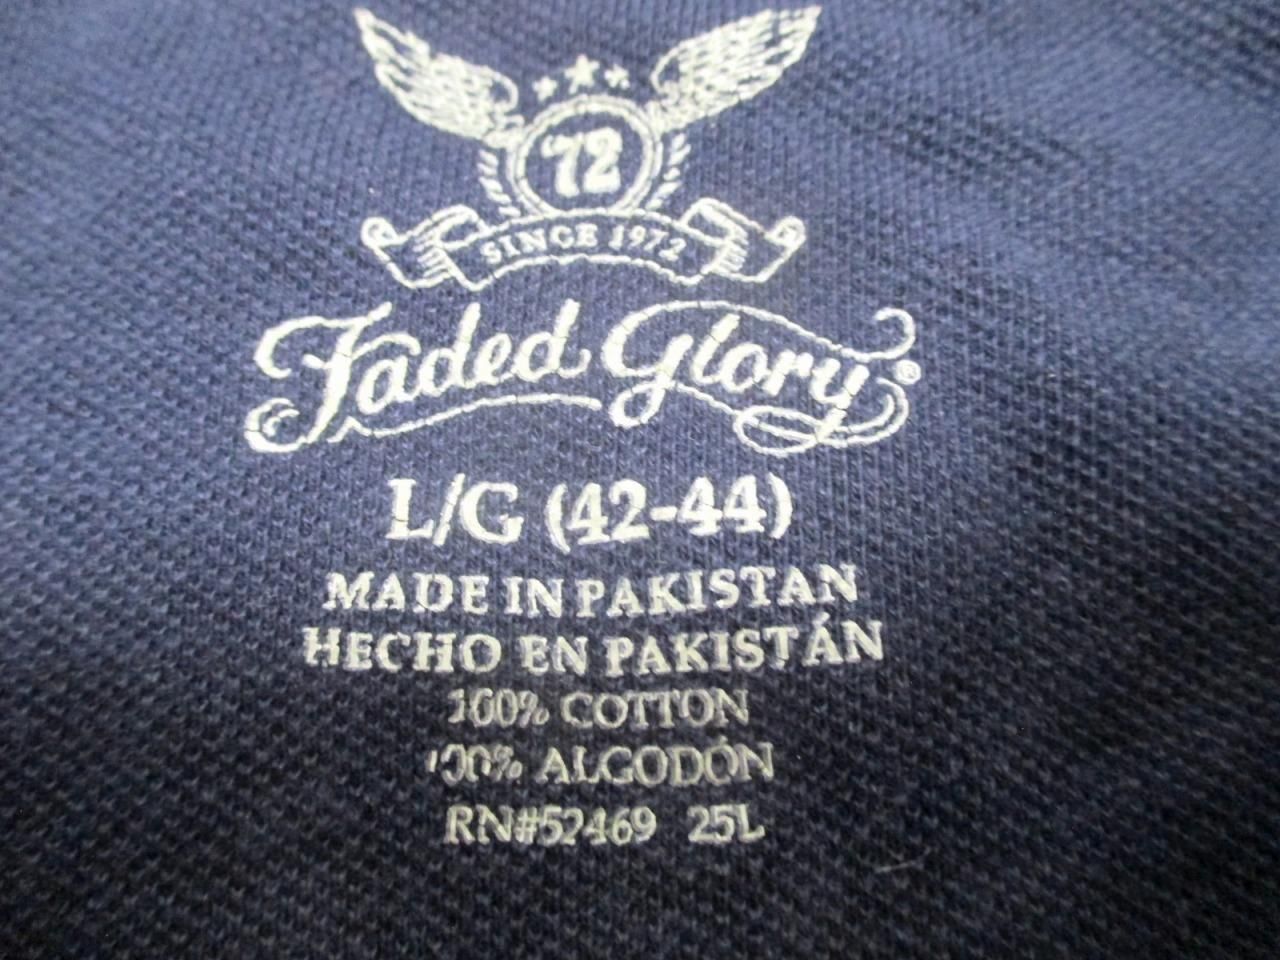 72
SINCE 1972
Faded Glory®
L/G (42-44)
MADE IN PAKISTAN
HECHO EN PAKISTÁN
100% COTTON
100% ALGODÓN
RN#52469 25L